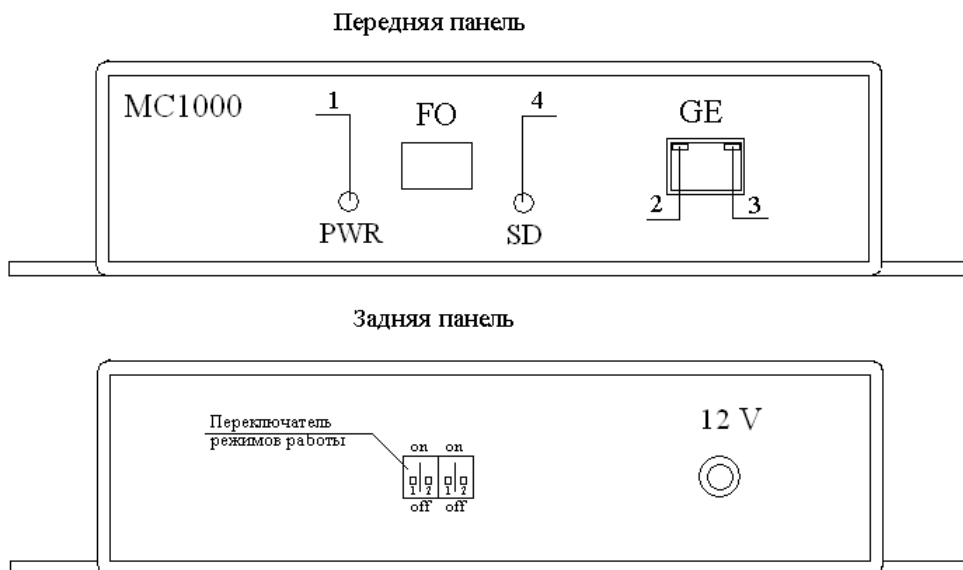 Передняя панель
MC1000
1
FO
4
GE
2
3
PWR
SD
Задняя панель
Переключатель
режимов работы
on on
1 2 1 2
off off
12 V